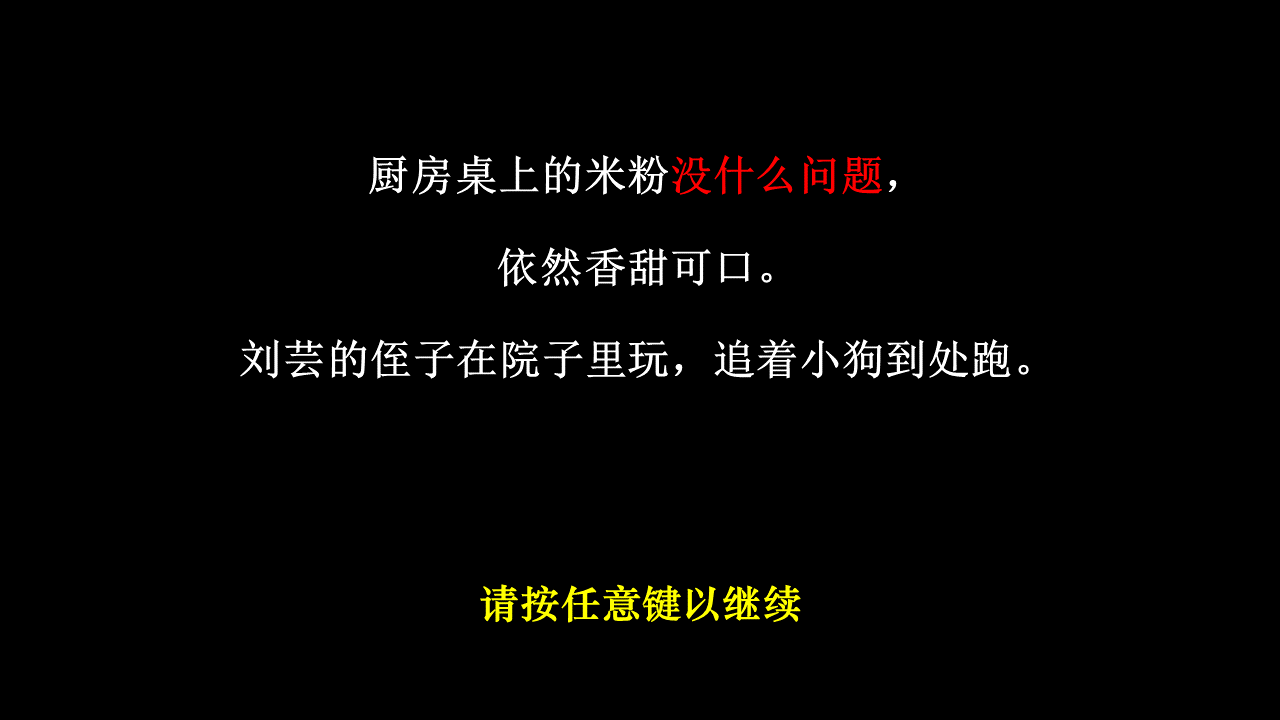 厨房桌上的米粉没什么问题，
依然香甜可口。
刘芸的侄子在院子里玩，追着小狗到处跑。
请按任意键以继续